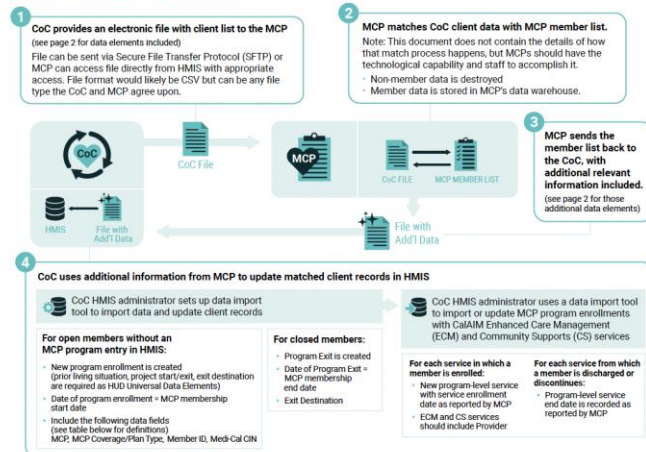 1
CoC provides an electronic file with client list to the MCP
(see page 2 for data elements included)
File can be sent via Secure File Transfer Protocol (SFTP) or
MCP can access file directly from HMIS with appropriate
access. File format would likely be CSV but can be any file
type the CoC and MCP agree upon.
2
MCP matches CoC client data with MCP member list.
Note: This document does not contain the details of how
that match process happens, but MCPs should have the
technological capability and staff to accomplish it.
• Non-member data is destroyed
• Member data is stored in MCP's data warehouse.
3
MCP sends the
member list back to
the CoC, with
additional relevant
information included.
(see page 2 for those
additional data elements)
CoC
CoC File
MCP
CoC FILE
MCP MEMBER LIST
HMIS
File with
Add'l Data
File with
Add'l Data
4
CoC uses additional information from MCP to update matched client records in HMIS
CoC HMIS administrator sets up data import
tool to import data and update client records
CoC HMIS administrator uses a data import tool
to import or update MCP program enrollments
with CalAIM Enhanced Care Management
(ECM) and Community Supports (CS) services
For open members without an
MCP program entry in HMIS:
• New program enrollment is created
(prior living situation, project start/exit, exit destination
are required as HUD Universal Data Elements)
• Date of program enrollment = MCP membership
start date
• Include the following data fields
(see table below for definitions)
MCP, MCP Coverage/Plan Type, Member ID, Medi-Cal CIN
For closed members:
• Program Exit is created
• Date of Program Exit =
MCP membership
end date
• Exit Destination
For each service in which a
member is enrolled:
• New program-level service
with service enrollment
date as reported by MCP
• ECM and CS services
should include Provider
For each service from which
a member is discharged or
discontinues:
• Program-level service
end date is recorded as
reported by MCP